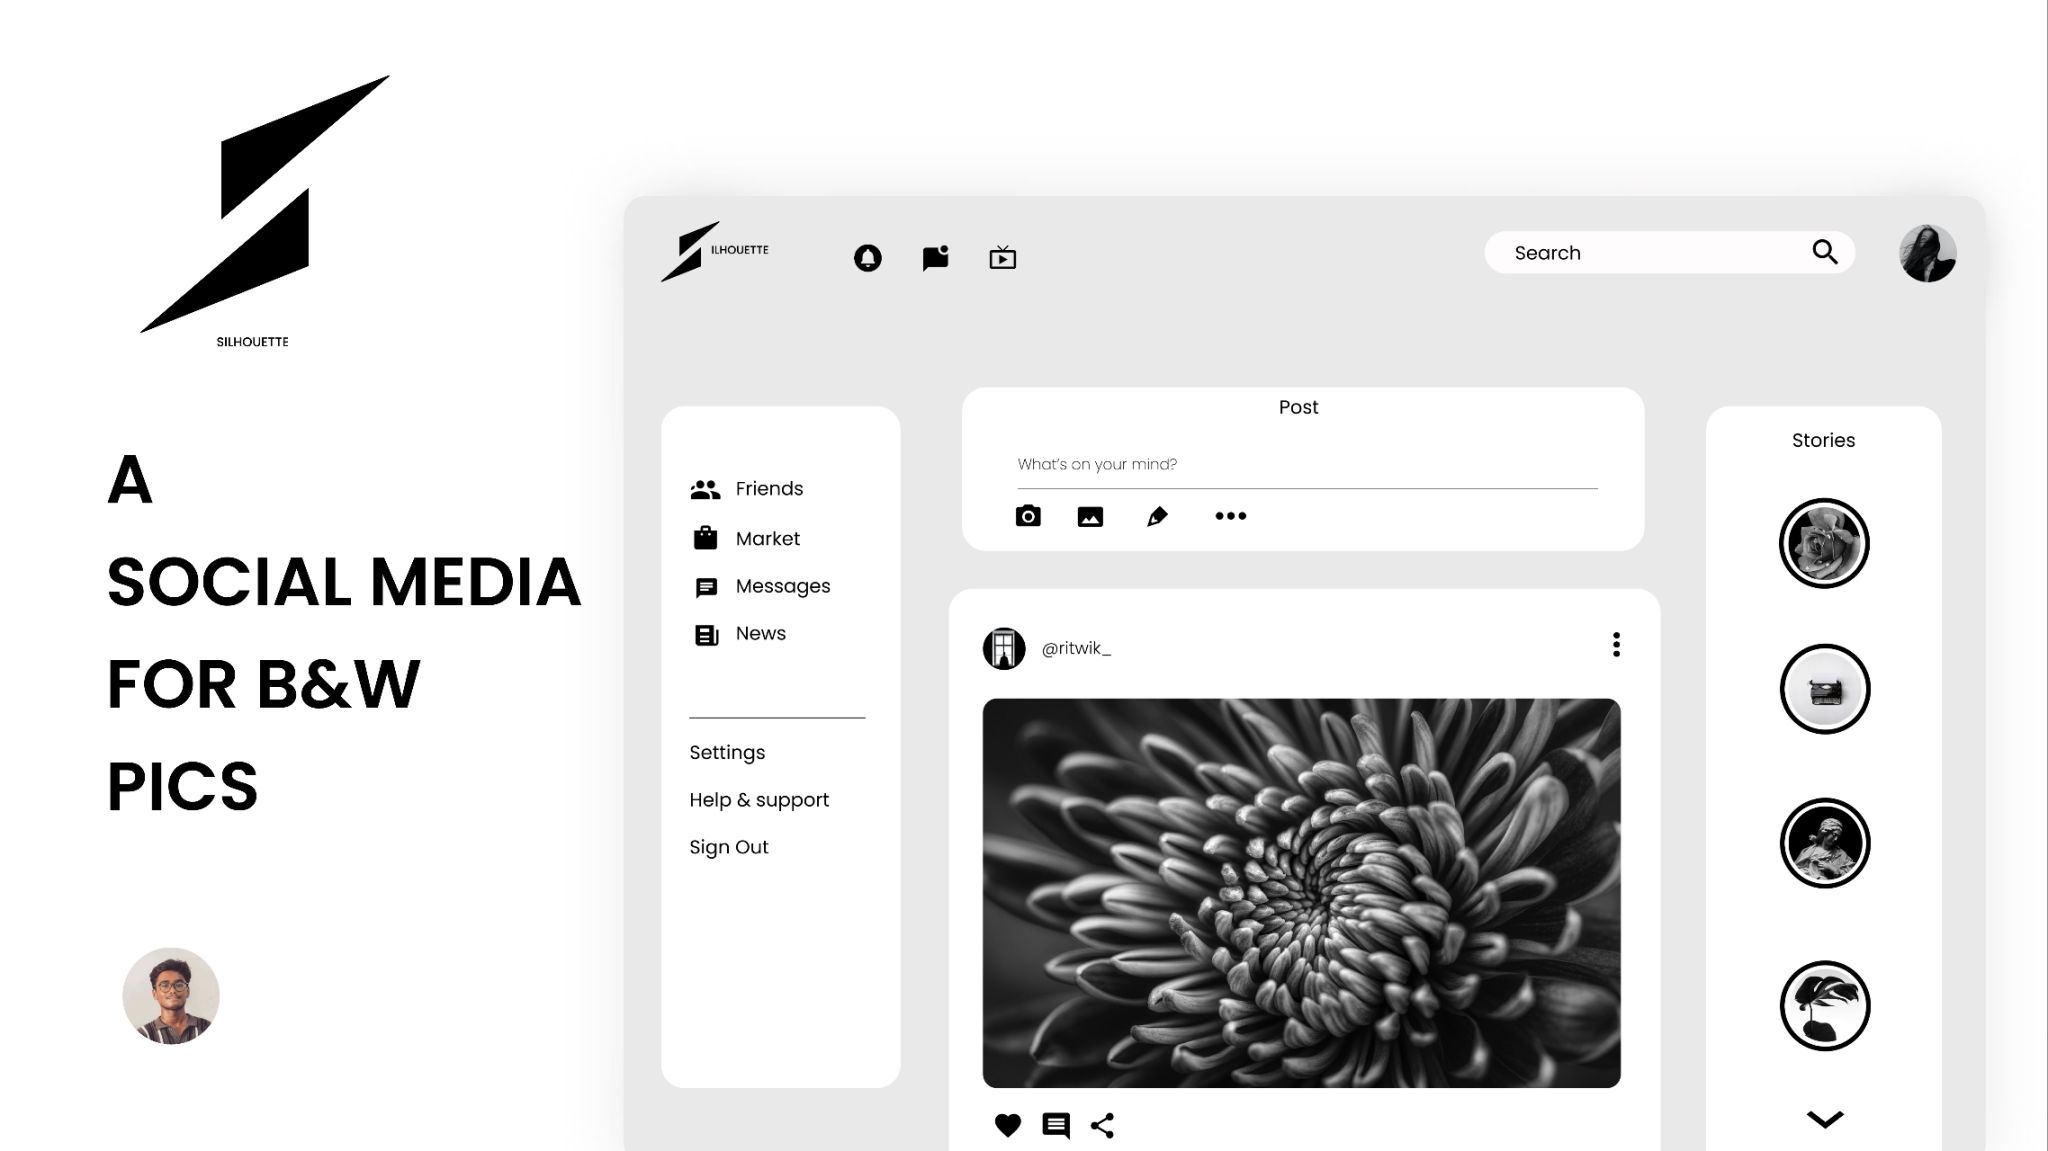 SILHOUETTE
A
SOCIAL MEDIA
FOR B&W
PICS
ILHOUETTE
Search
Friends
Market
Messages
News
Settings
Help & support
Sign Out
Post
What's on your mind?
@ritwik_
Stories